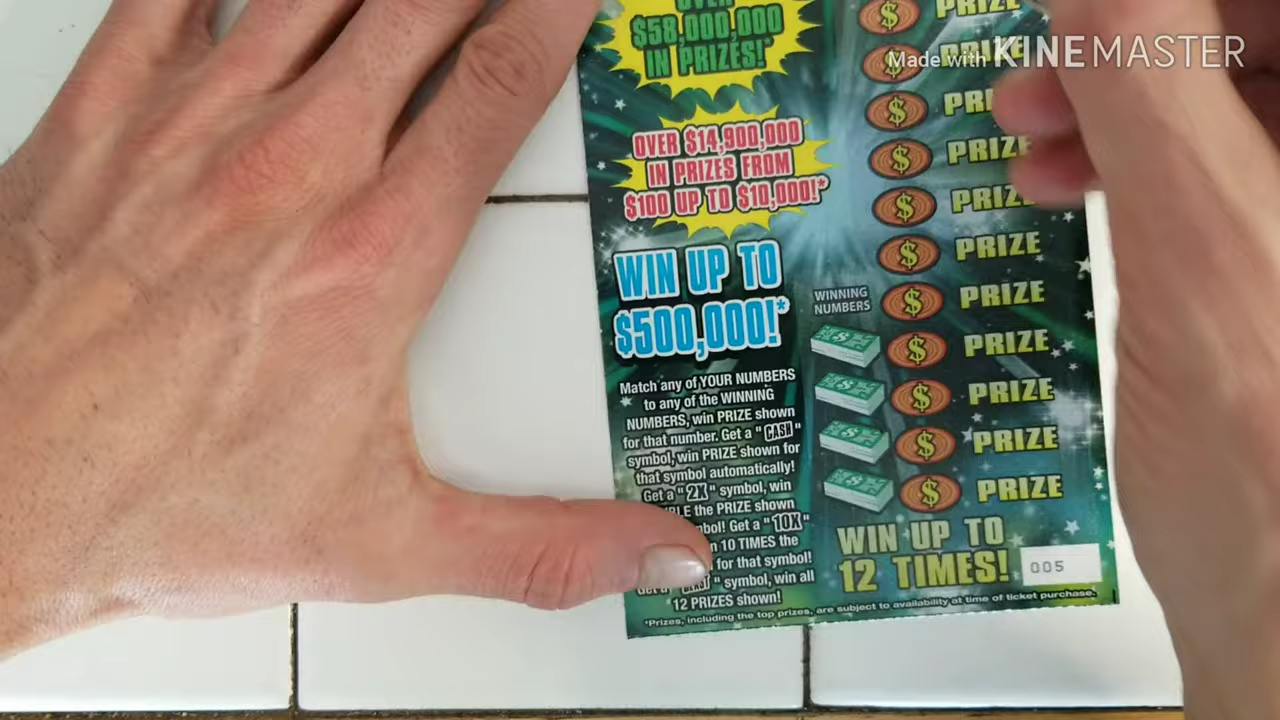 OVER
$58,000,000
IN PRIZES!*
OVER $14,900,000
IN PRIZES FROM
$100 UP TO $10,000!*
WIN UP TO
$500,000!*
Match any of YOUR NUMBERS
to any of the WINNING
NUMBERS, win PRIZE shown
for that number. Get a "CASH"
symbol, win PRIZE shown for
that symbol automatically!
Get a "2X" symbol, win
THE PRIZE shown
Get a "10X"
10 TIMES the
for that symbol!
" symbol, win all
12 PRIZES shown!
*Prizes, including the top prizes, are subject to availability at time of ticket purchase.
PRIZE
PRIZE
PRIZE
PRIZE
PRIZE
PRIZE
PRIZE
PRIZE
PRIZE
PRIZE
WINNING
NUMBERS
WIN UP TO
12 TIMES!
005
Made with KINEMASTER